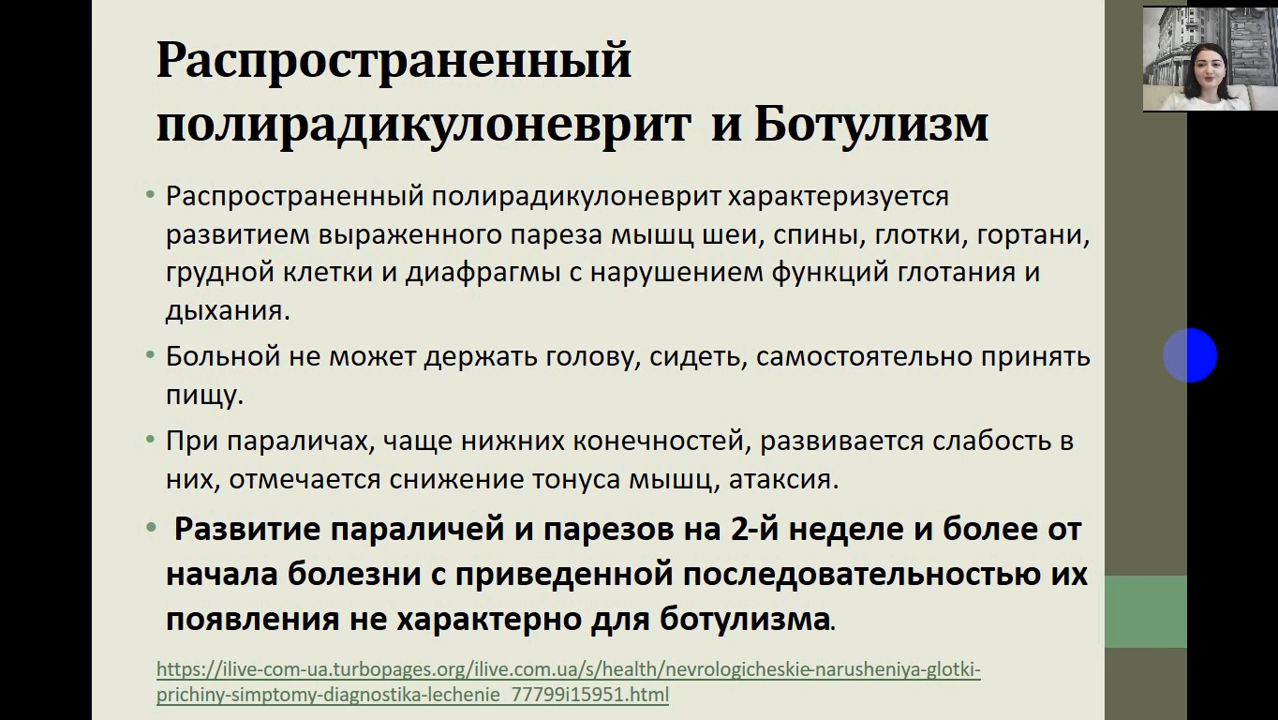 Распространенный
полирадикулоневрит и Ботулизм
• Распространенный полирадикулоневрит характеризуется
развитием выраженного пареза мышц шеи, спины, глотки, гортани,
грудной клетки и диафрагмы с нарушением функций глотания и
дыхания.
• Больной не может держать голову, сидеть, самостоятельно принять
пищу.
• При параличах, чаще нижних конечностей, развивается слабость в
них, отмечается снижение тонуса мышц, атаксия.
• Развитие параличей и парезов на 2-й неделе и более от
начала болезни с приведенной последовательностью их
появления не характерно для ботулизма.
https://ilive-com-ua.turbopages.org/ilive.com.ua/s/health/nevrologicheskie-narusheniya-glotki-
prichiny-simptomy-diagnostika-lechenie_77799i15951.html